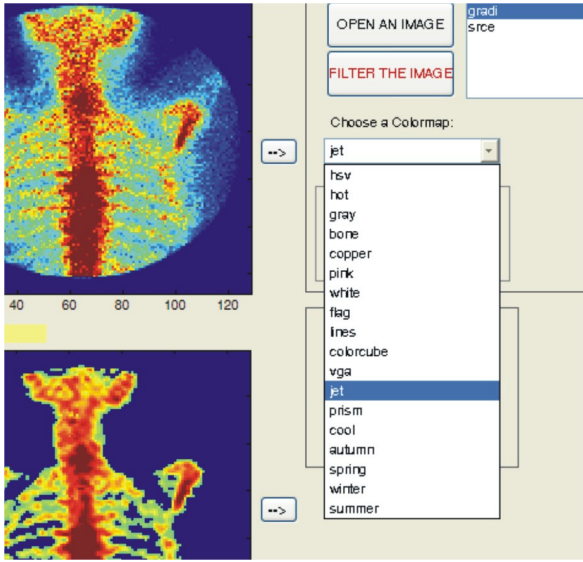 OPEN AN IMAGE
gradi
srce
FILTER THE IMAGE
Choose a Colormap:
-->
jet
hsv
hot
gray
bone
copper
pink
white
flag
lines
colorcube
vga
jet
prism
cool
autumn
spring
winter
summer
40 60 80 100 120
-->